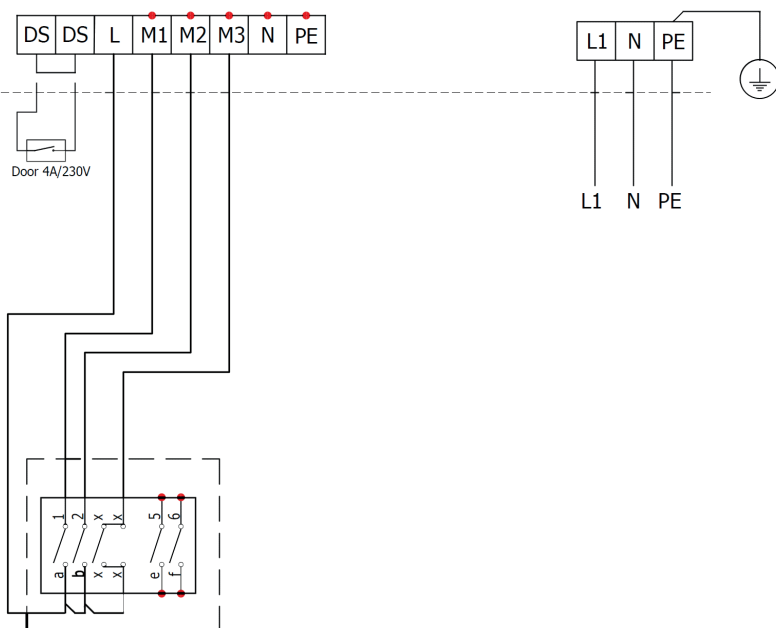 DS DS L M1 M2 M3 N PE
L1 N PE
Door 4A/230V
L1 N PE
1 2 x x 5 6
a b x x e f